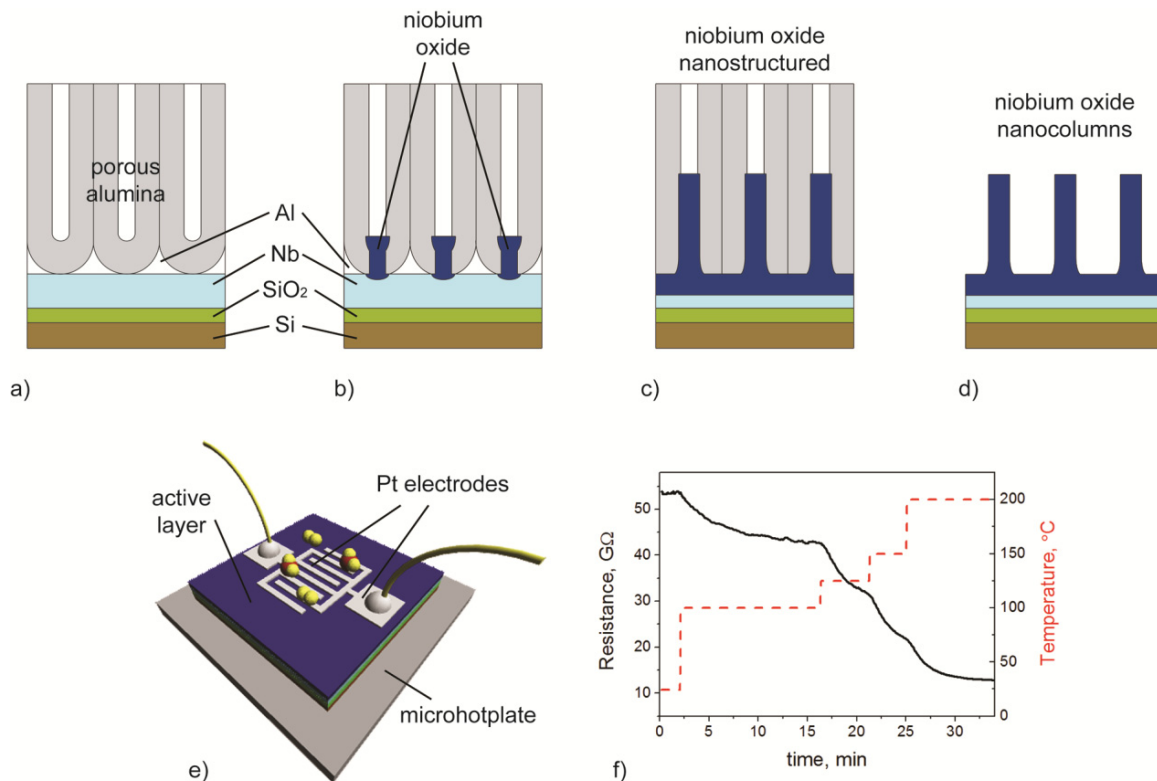 niobium
oxide
niobium oxide
nanostructured
niobium oxide
nanocolumns
porous
alumina
Al
Nb
SiO₂
Si
a)
b)
c)
d)
Pt electrodes
active
layer
microhotplate
e)
Resistance, GΩ
50
40
30
20
10
0
5
10
15
20
25
30
time, min
200
150
100
50
0
Temperature, °C
f)